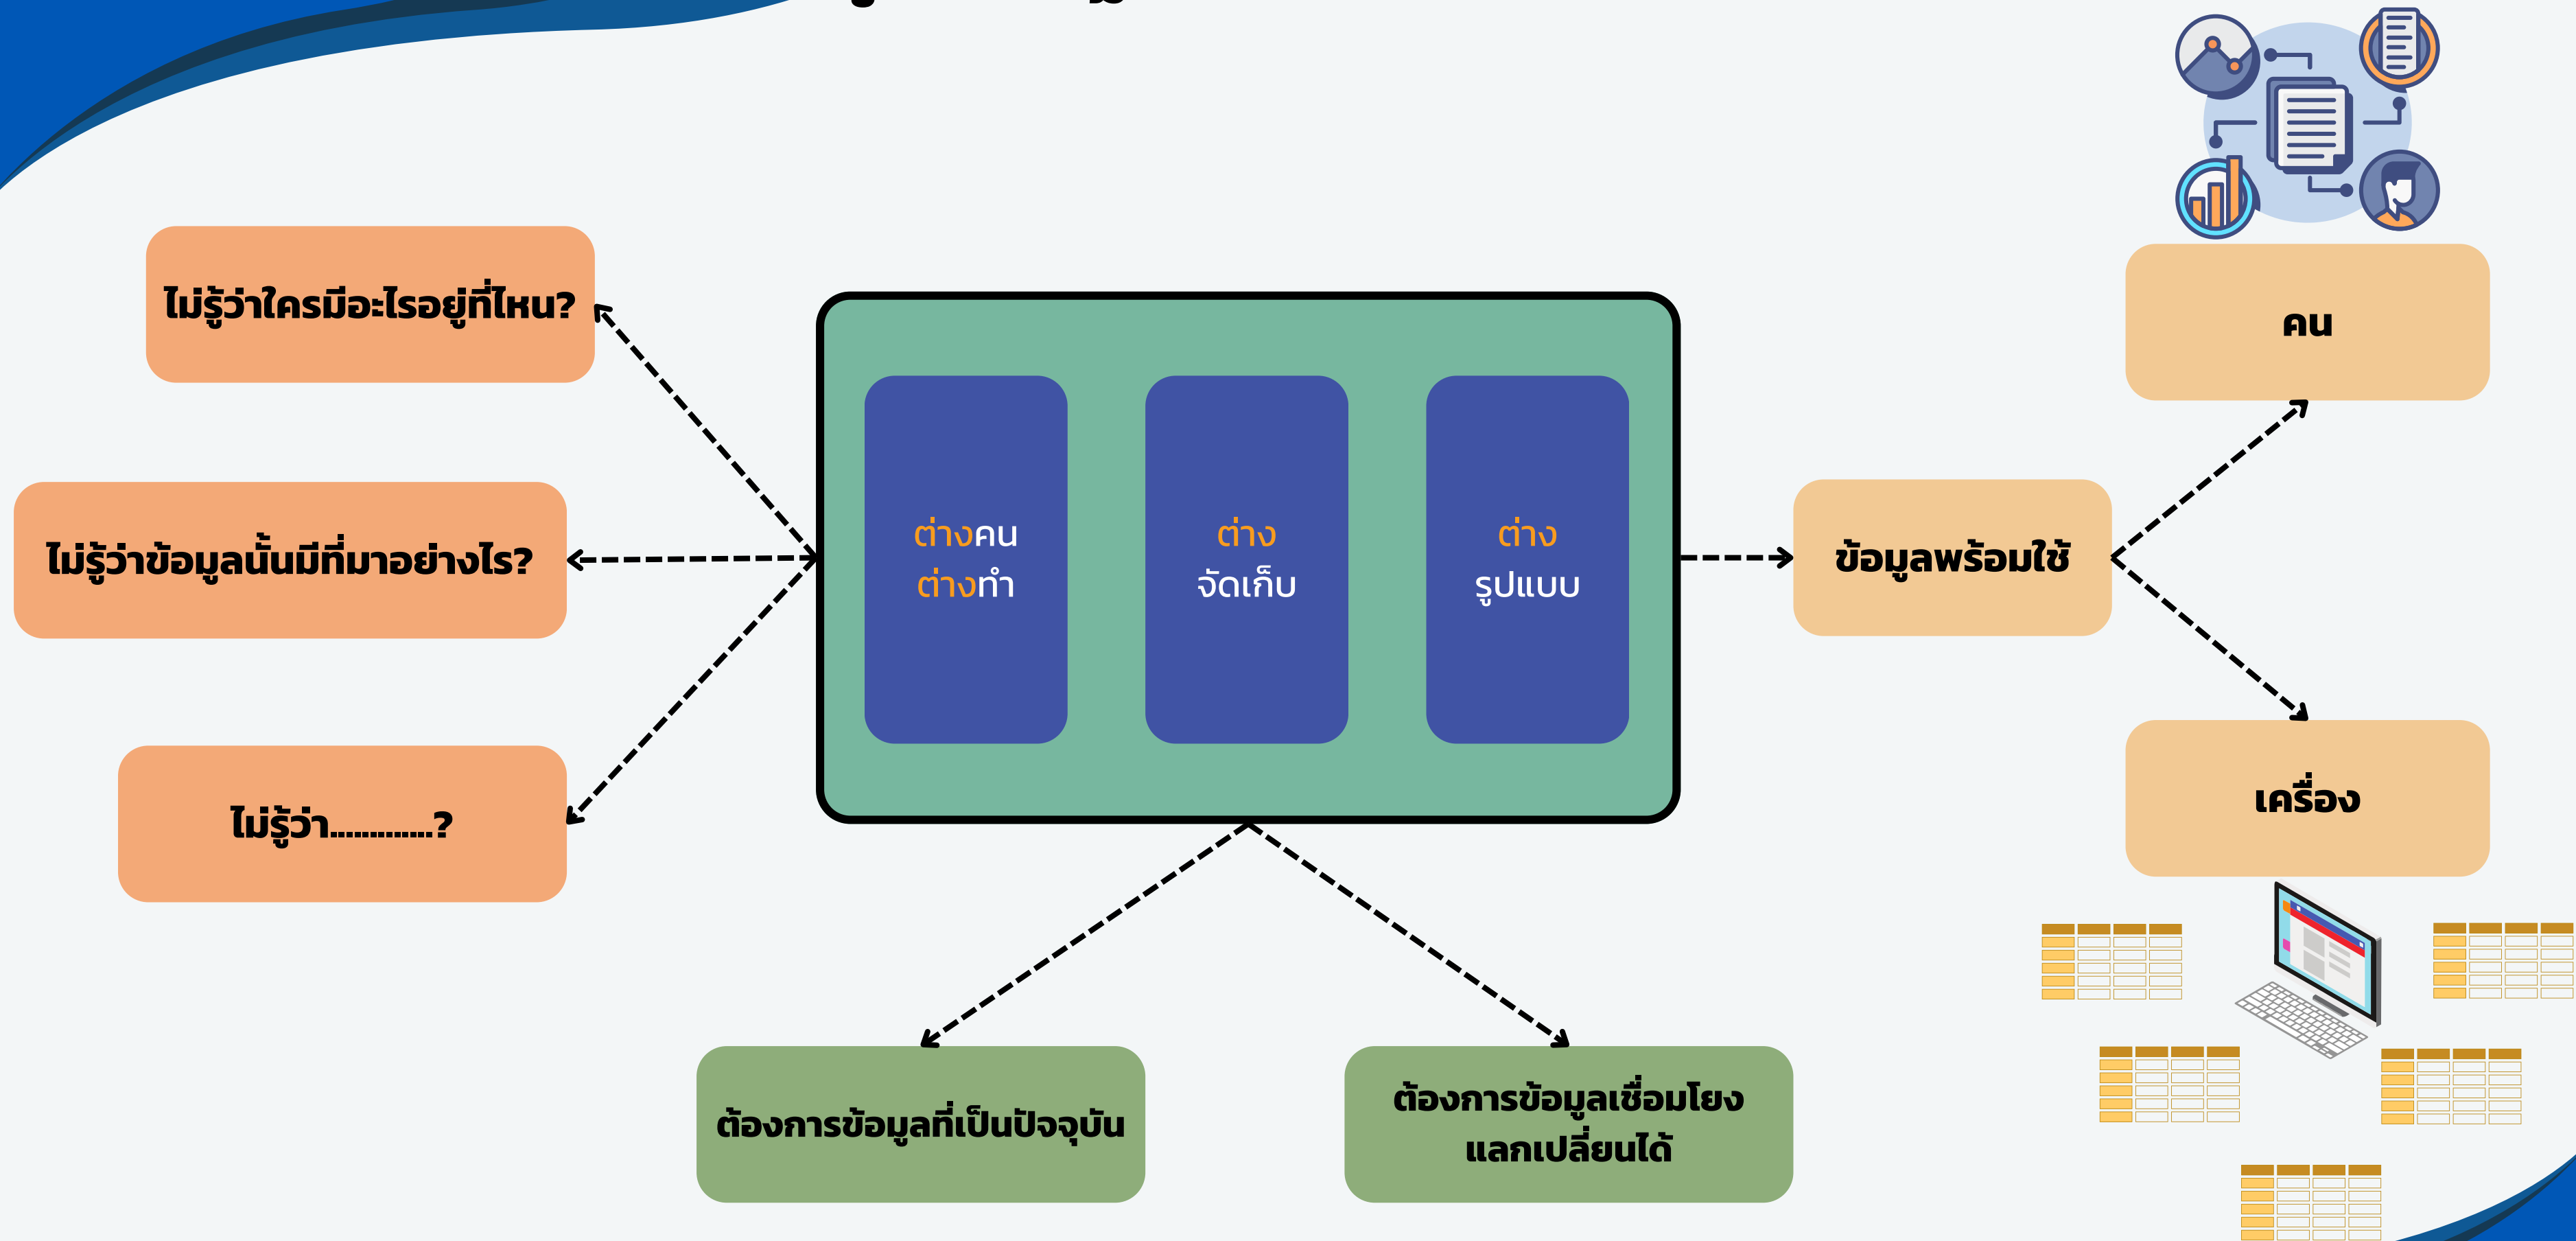 ไม่รู้ว่าใครมีอะไรอยู่ที่ไหน?
ไม่รู้ว่าข้อมูลนั้นมีที่มาอย่างไร?
ไม่รู้ว่า.............?
ต่างคน
ต่างทำ
ต่าง
จัดเก็บ
ต่าง
รูปแบบ
ข้อมูลพร้อมใช้
คน
เครื่อง
ต้องการข้อมูลที่เป็นปัจจุบัน
ต้องการข้อมูลเชื่อมโยง
แลกเปลี่ยนได้